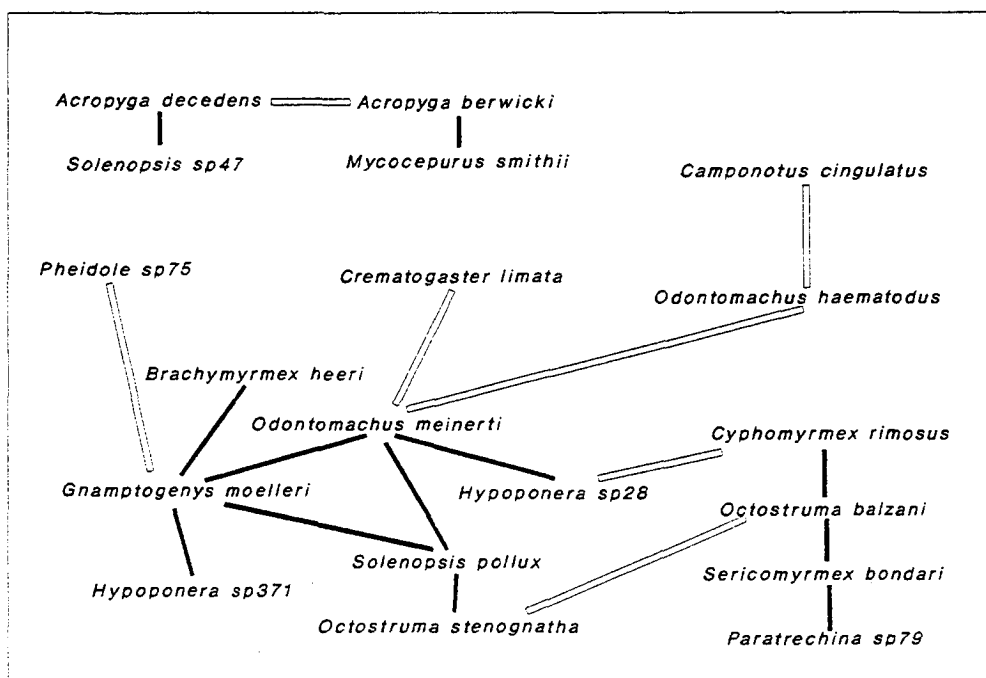 Acropyga decedens
Acropyga berwicki
Solenopsis sp47
Mycocepurus smithii
Camponotus cingulatus
Pheidole sp75
Crematogaster limata
Odontomachus haematodus
Brachymyrmex heeri
Odontomachus meinerti
Cyphomyrmex rimosus
Gnamptogenys moelleri
Hypoponera sp28
Octostruma balzani
Solenopsis pollux
Sericomyrmex bondari
Hypoponera sp371
Octostruma stenognatha
Paratrechina sp79